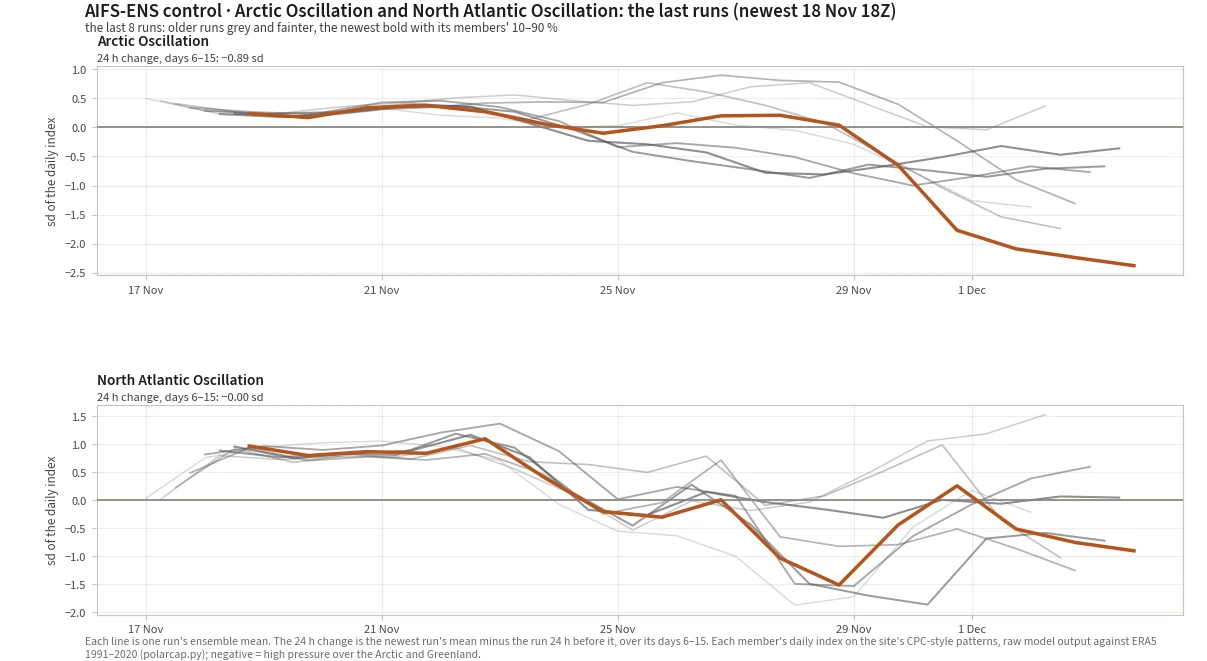 AIFS-ENS control · Arctic Oscillation and North Atlantic Oscillation: the last runs (newest 18 Nov 18Z)
the last 8 runs: older runs grey and fainter, the newest bold with its members' 10–90 %
Arctic Oscillation
24 h change, days 6–15: −0.89 sd
sd of the daily index
1.0
0.5
0.0
−0.5
−1.0
−1.5
−2.0
−2.5
17 Nov 21 Nov 25 Nov 29 Nov 1 Dec
North Atlantic Oscillation
24 h change, days 6–15: −0.00 sd
sd of the daily index
1.5
1.0
0.5
0.0
−0.5
−1.0
−1.5
−2.0
17 Nov 21 Nov 25 Nov 29 Nov 1 Dec
Each line is one run's ensemble mean. The 24 h change is the newest run's mean minus the run 24 h before it, over its days 6–15. Each member's daily index on the site's CPC-style patterns, raw model output against ERA5
1991–2020 (polarcap.py); negative = high pressure over the Arctic and Greenland.